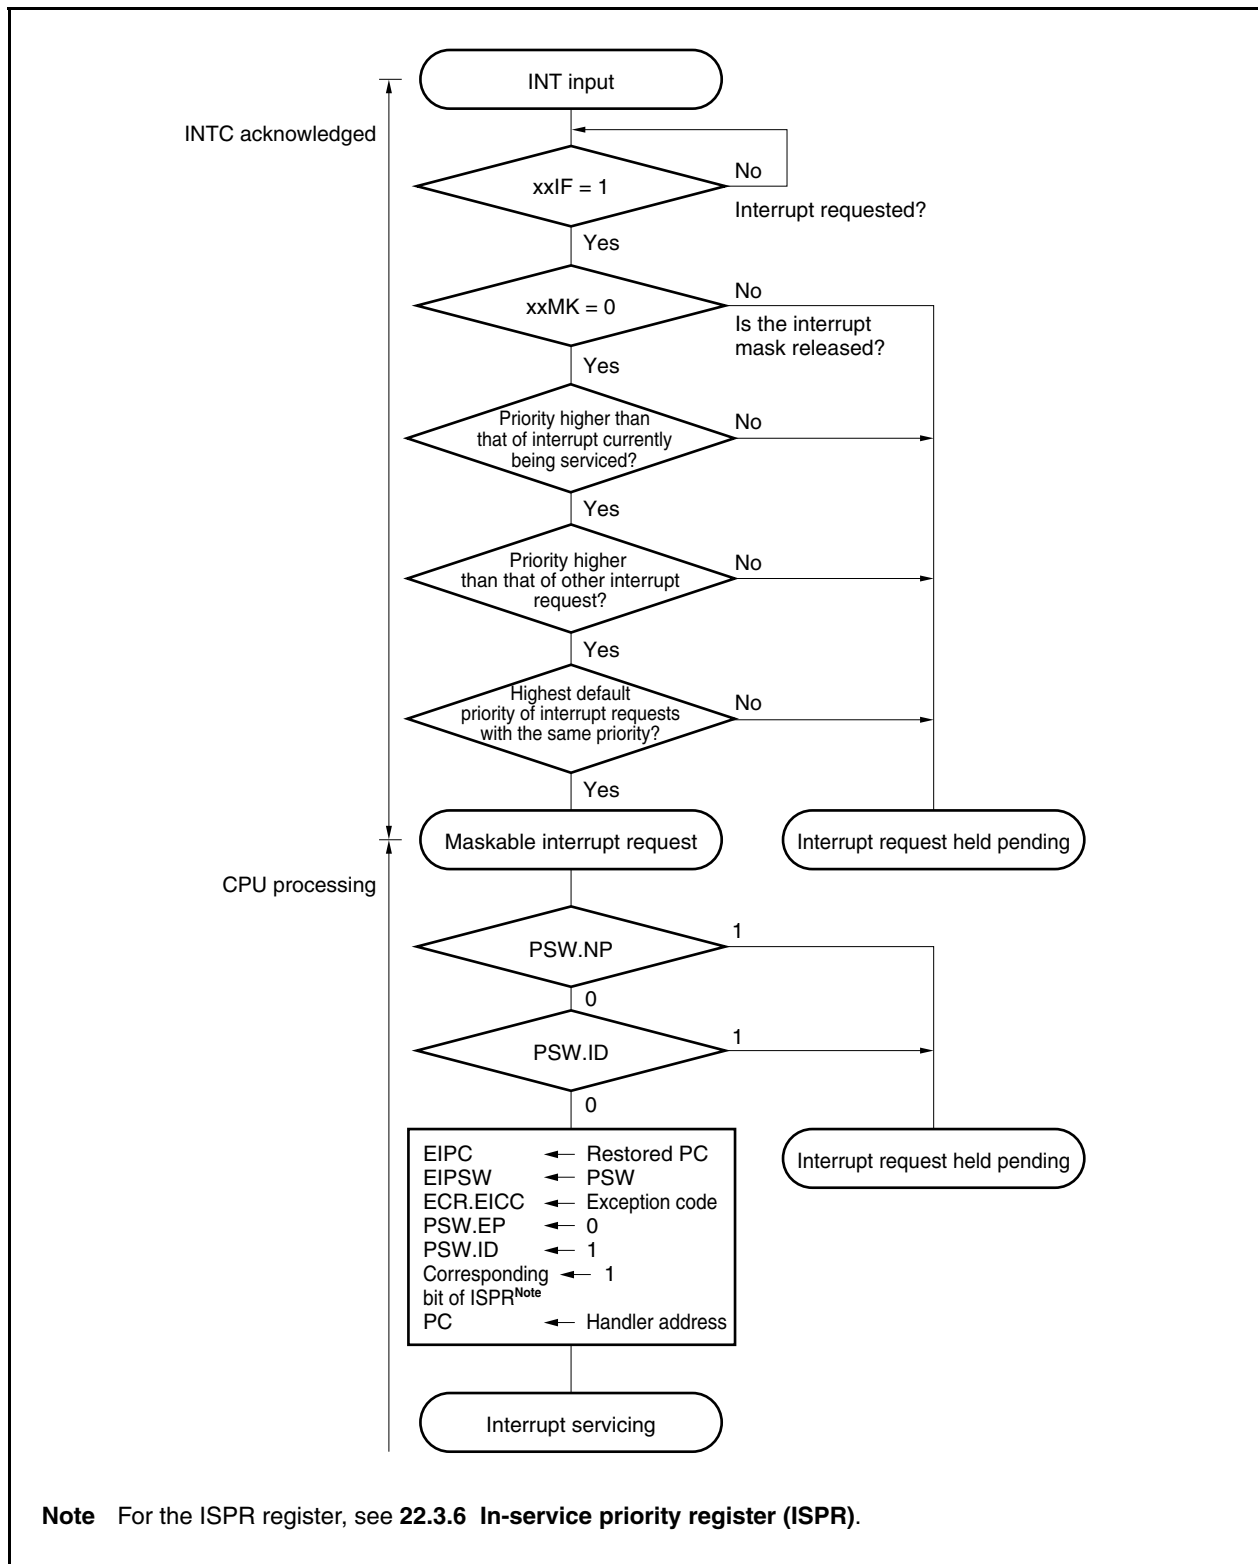 INT input
INTC acknowledged
xxIF = 1
No
Interrupt requested?
Yes
xxMK = 0
No
Is the interrupt
mask released?
Yes
Priority higher than
that of interrupt currently
being serviced?
No
Yes
Priority higher
than that of other interrupt
request?
No
Yes
Highest default
priority of interrupt requests
with the same priority?
No
Yes
Maskable interrupt request
Interrupt request held pending
CPU processing
PSW.NP
1
0
PSW.ID
1
0
EIPC ← Restored PC
EIPSW ← PSW
ECR.EICC ← Exception code
PSW.EP ← 0
PSW.ID ← 1
Corresponding ← 1
bit of ISPRNote
PC ← Handler address
Interrupt request held pending
Interrupt servicing
Note For the ISPR register, see 22.3.6 In-service priority register (ISPR).